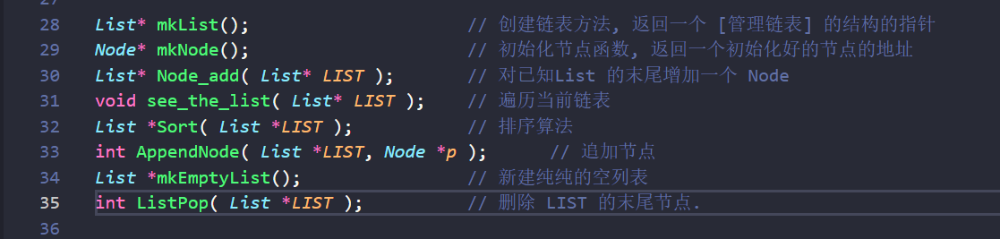 27
28 List* mkList(); // 创建链表方法, 返回一个 [管理链表] 的结构的指针
29 Node* mkNode(); // 初始化节点函数, 返回一个初始化好的节点的地址
30 List* Node_add( List* LIST ); // 对已知List 的末尾增加一个 Node
31 void see_the_list( List* LIST ); // 遍历当前链表
32 List *Sort( List *LIST ); // 排序算法
33 int AppendNode( List *LIST, Node *p ); // 追加节点
34 List *mkEmptyList(); // 新建纯纯的空列表
35 int ListPop( List *LIST ); // 删除 LIST 的末尾节点.
36